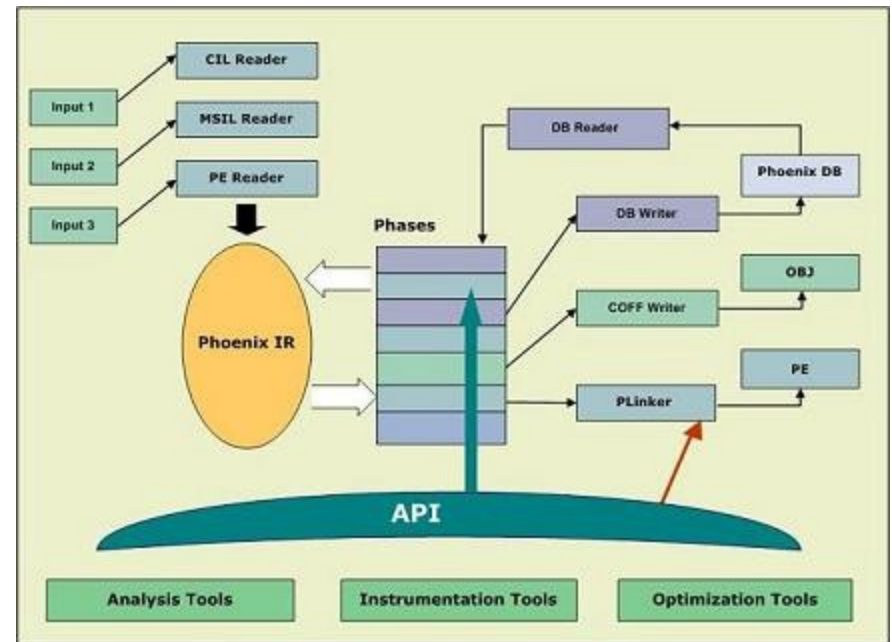 CIL Reader
Input 1
MSIL Reader
DB Reader
Input 2
Phoenix DB
PE Reader
Input 3
Phases
DB Writer
OBJ
COFF Writer
Phoenix IR
PE
PLinker
API
Analysis Tools
Instrumentation Tools
Optimization Tools